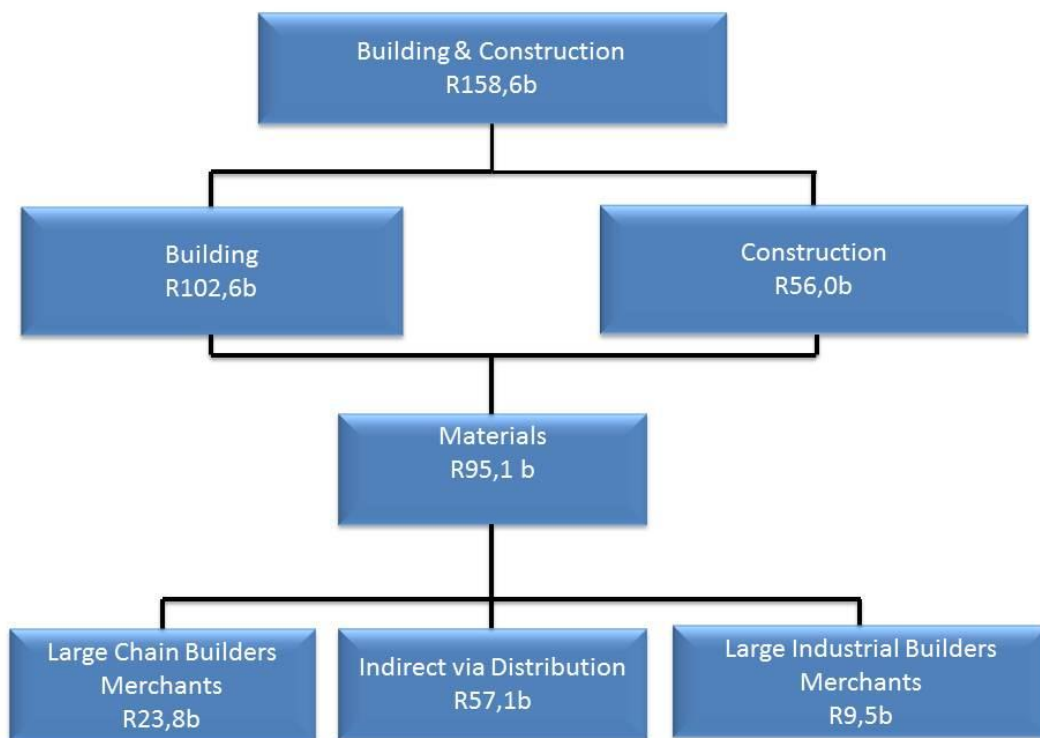 Building & Construction
R158,6b
Building
R102,6b
Construction
R56,0b
Materials
R95,1 b
Large Chain Builders
Merchants
R23,8b
Indirect via Distribution
R57,1b
Large Industrial Builders
Merchants
R9,5b